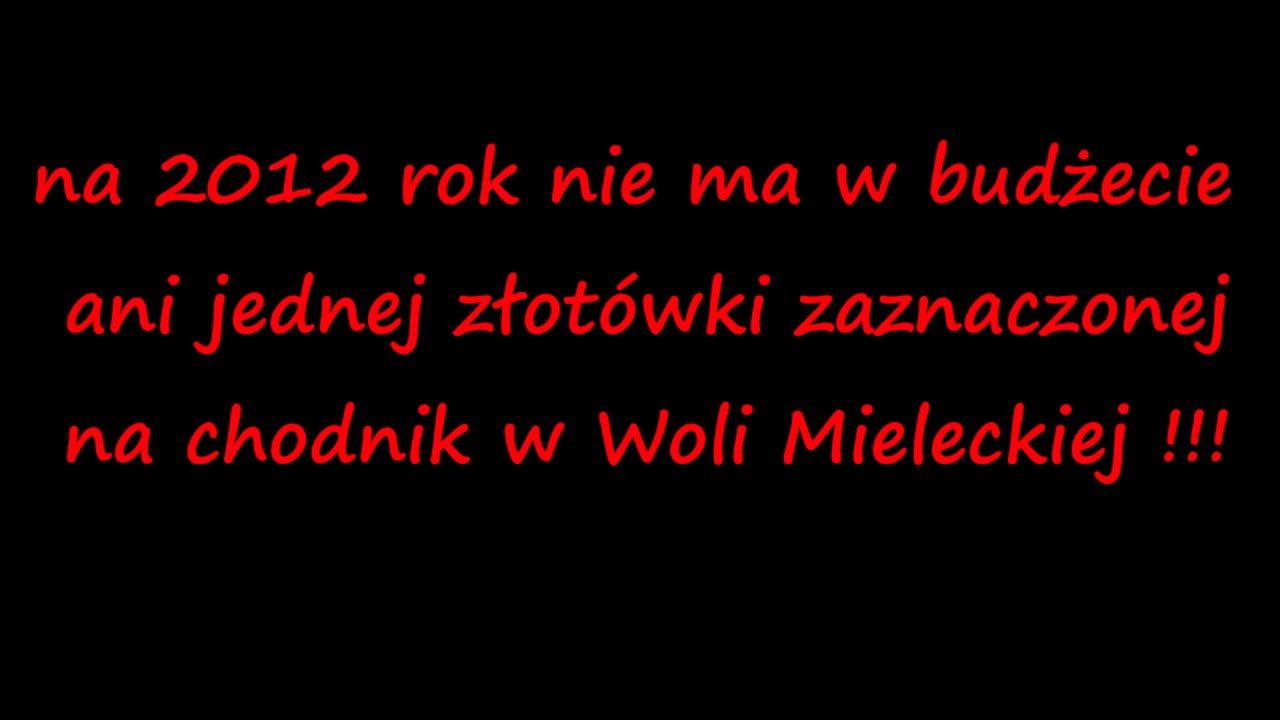 na 2012 rok nie ma w budżecie
ani jednej złotówki zaznaczonej
na chodnik w Woli Mieleckiej !!!